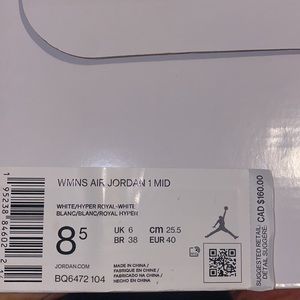 WMNS AIR JORDAN 1 MID
WHITE/HYPER ROYAL-WHITE
BLANC/BLANC/ROYAL HYPER
8 5
UK 6
BR 38
cm 25.5
EUR 40
JORDAN.COM
BQ6472 104
MADE IN CHINA /
FABRIQUÉ EN CHINE /
FABRICADO NA CHINA /
HECHO EN CHINA
SUGGESTED RETAIL:
DETAIL SUGGÉRÉ:
CAD $160.00